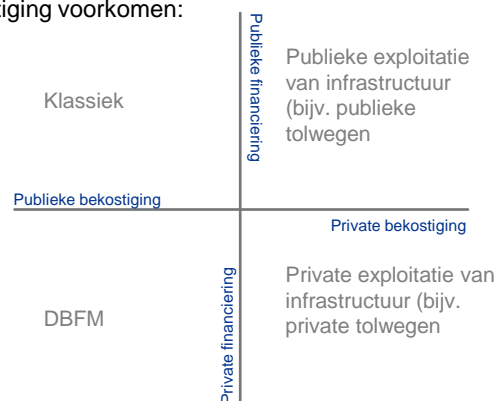 tiging voorkomen:
Publieke financiering
Klassiek
Publieke exploitatie
van infrastructuur
(bijv. publieke
tolwegen
Publieke bekostiging
Private bekostiging
Private financiering
DBFM
Private exploitatie van
infrastructuur (bijv.
private tolwegen